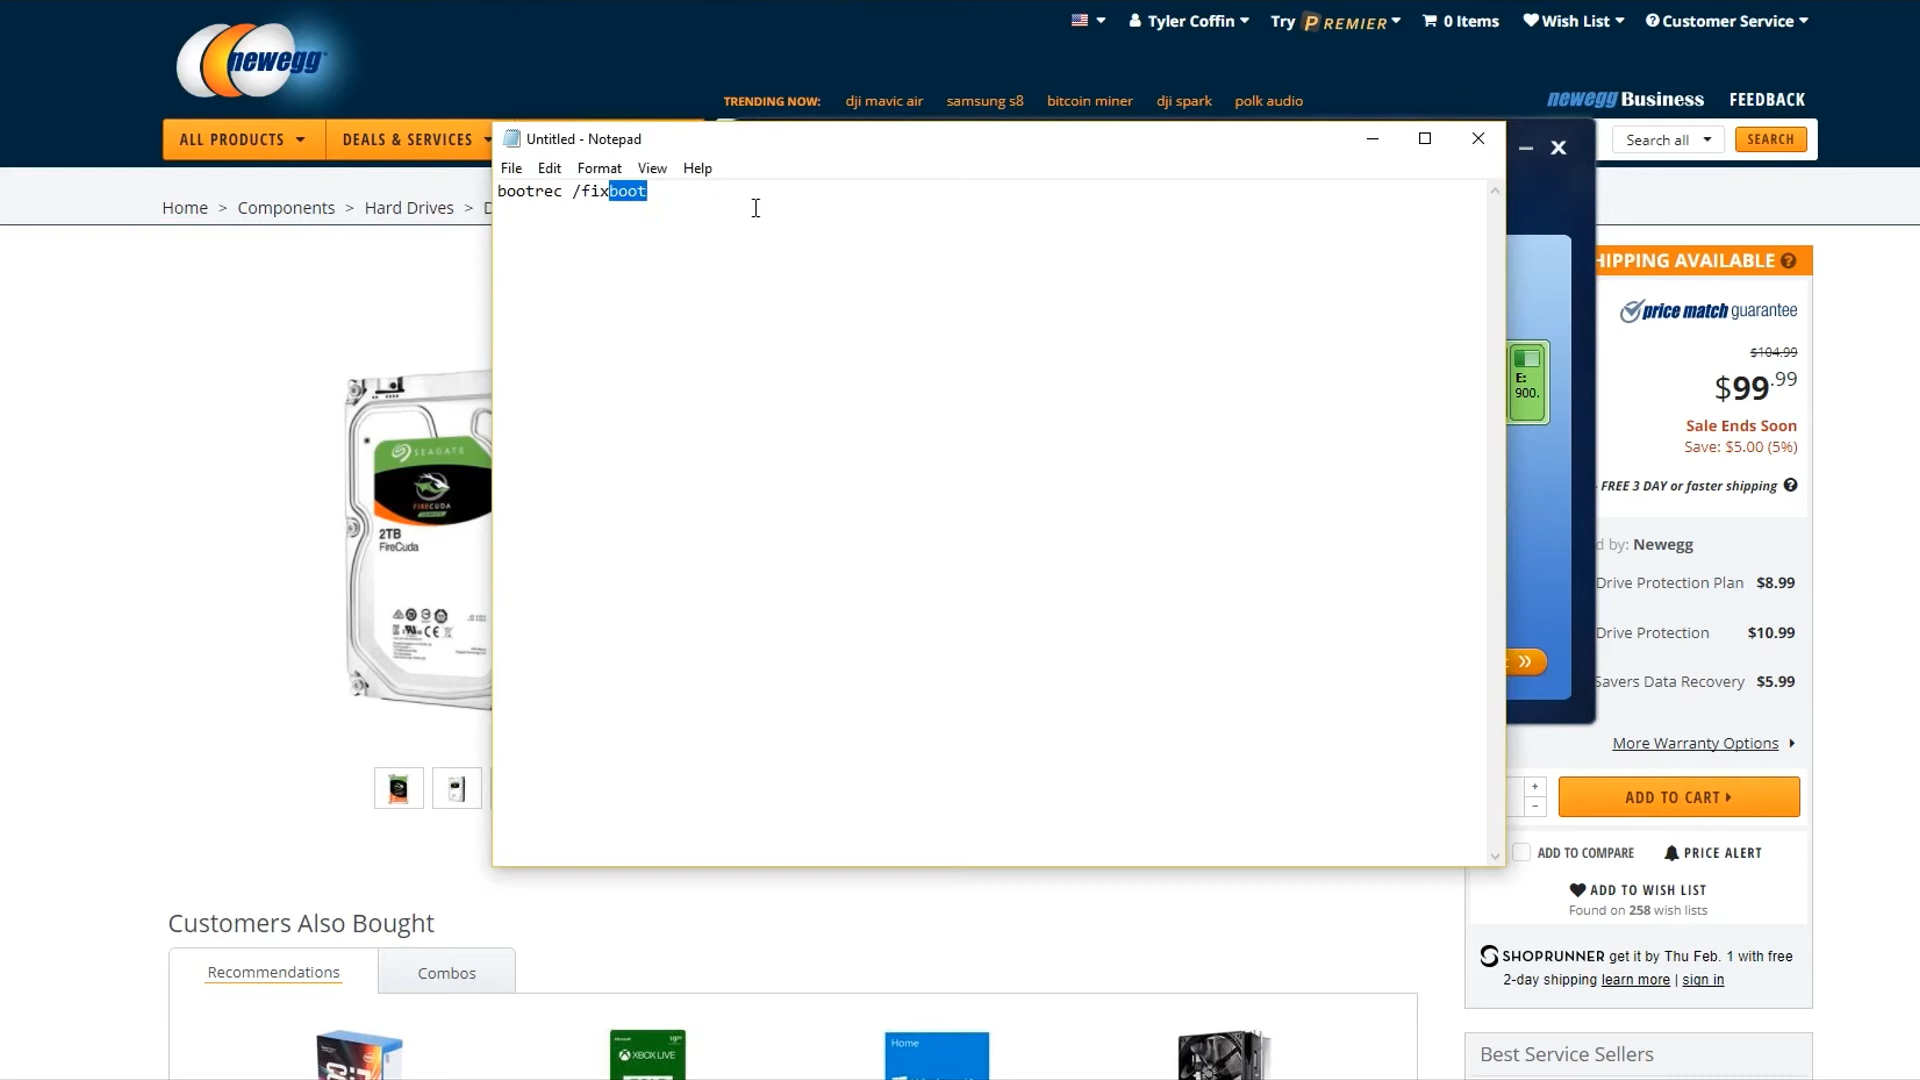 newegg
Tyler Coffin
Try PREMIER
0 Items
Wish List
Customer Service
TRENDING NOW:
dji mavic air
samsung s8
bitcoin miner
dji spark
polk audio
newegg Business
FEEDBACK
ALL PRODUCTS
DEALS & SERVICES
Search all
SEARCH
Untitled - Notepad
File Edit Format View Help
bootrec /fixboot
Home > Components > Hard Drives >
HIPPING AVAILABLE
price match guarantee
$104.99
$99.99
Sale Ends Soon
Save: $5.00 (5%)
FREE 3 DAY or faster shipping
E:
900.
SEAGATE
FIRECUDA
2TB
FireCuda
d by: Newegg
Drive Protection Plan $8.99
Drive Protection $10.99
Savers Data Recovery $5.99
More Warranty Options
+
-
ADD TO CART
ADD TO COMPARE
PRICE ALERT
ADD TO WISH LIST
Found on 258 wish lists
SHOPRUNNER get it by Thu Feb. 1 with free
2-day shipping learn more | sign in
Customers Also Bought
Recommendations
Combos
XBOX LIVE
Home
Best Service Sellers